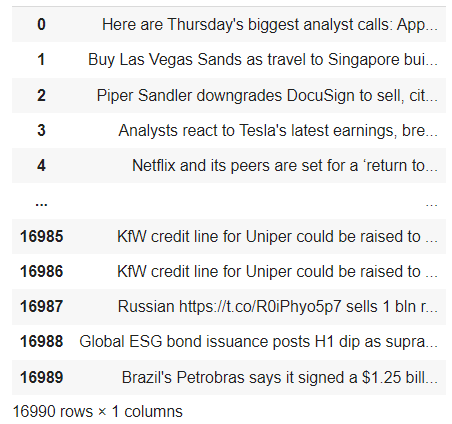 0 Here are Thursday's biggest analyst calls: App...
1 Buy Las Vegas Sands as travel to Singapore bui...
2 Piper Sandler downgrades DocuSign to sell, cit...
3 Analysts react to Tesla's latest earnings, bre...
4 Netflix and its peers are set for a ‘return to...
... ...
16985 KfW credit line for Uniper could be raised to ...
16986 KfW credit line for Uniper could be raised to ...
16987 Russian https://t.co/R0iPhyo5p7 sells 1 bln r...
16988 Global ESG bond issuance posts H1 dip as supra...
16989 Brazil's Petrobras says it signed a $1.25 bill...
16990 rows × 1 columns